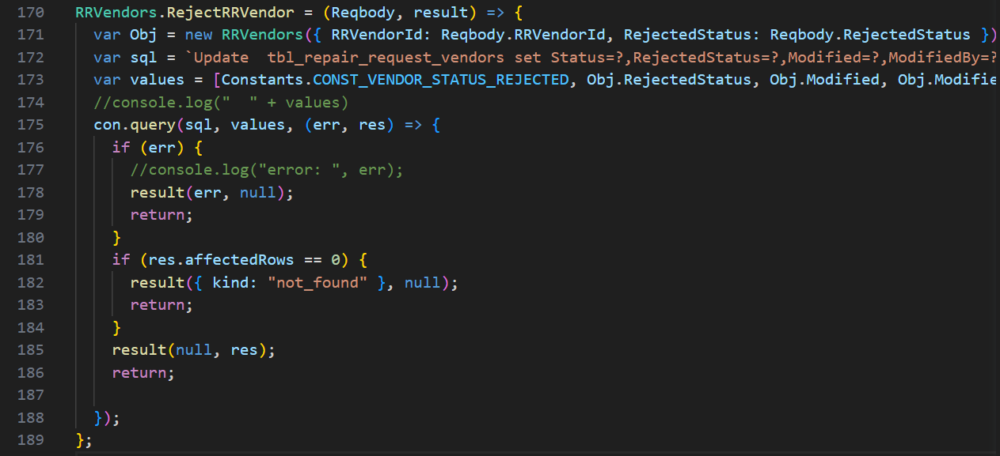 170 RRVendors.RejectRRVendor = (Reqbody, result) => {
171 var Obj = new RRVendors({ RRVendorId: Reqbody.RRVendorId, RejectedStatus: Reqbody.RejectedStatus })
172 var sql = `Update  tbl_repair_request_vendors set Status=?,RejectedStatus=?,Modified=?,ModifiedBy=?
173 var values = [Constants.CONST_VENDOR_STATUS_REJECTED, Obj.RejectedStatus, Obj.Modified, Obj.Modifie
174 //console.log("  " + values)
175 con.query(sql, values, (err, res) => {
176 if (err) {
177 //console.log("error: ", err);
178 result(err, null);
179 return;
180 }
181 if (res.affectedRows == 0) {
182 result({ kind: "not_found" }, null);
183 return;
184 }
185 result(null, res);
186 return;
187
188 });
189 };